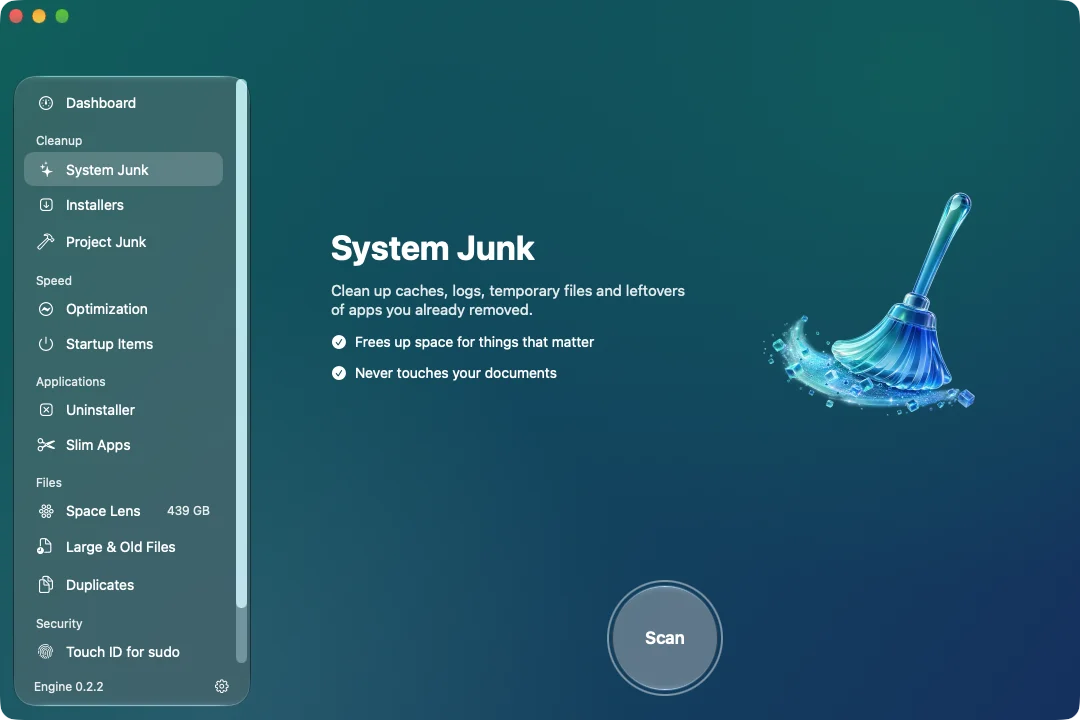 Dashboard
Cleanup
System Junk
Installers
Project Junk
Speed
Optimization
Startup Items
Applications
Uninstaller
Slim Apps
Files
Space Lens 439 GB
Large & Old Files
Duplicates
Security
Touch ID for sudo
Engine 0.2.2
System Junk
Clean up caches, logs, temporary files and leftovers
of apps you already removed.
Frees up space for things that matter
Never touches your documents
Scan